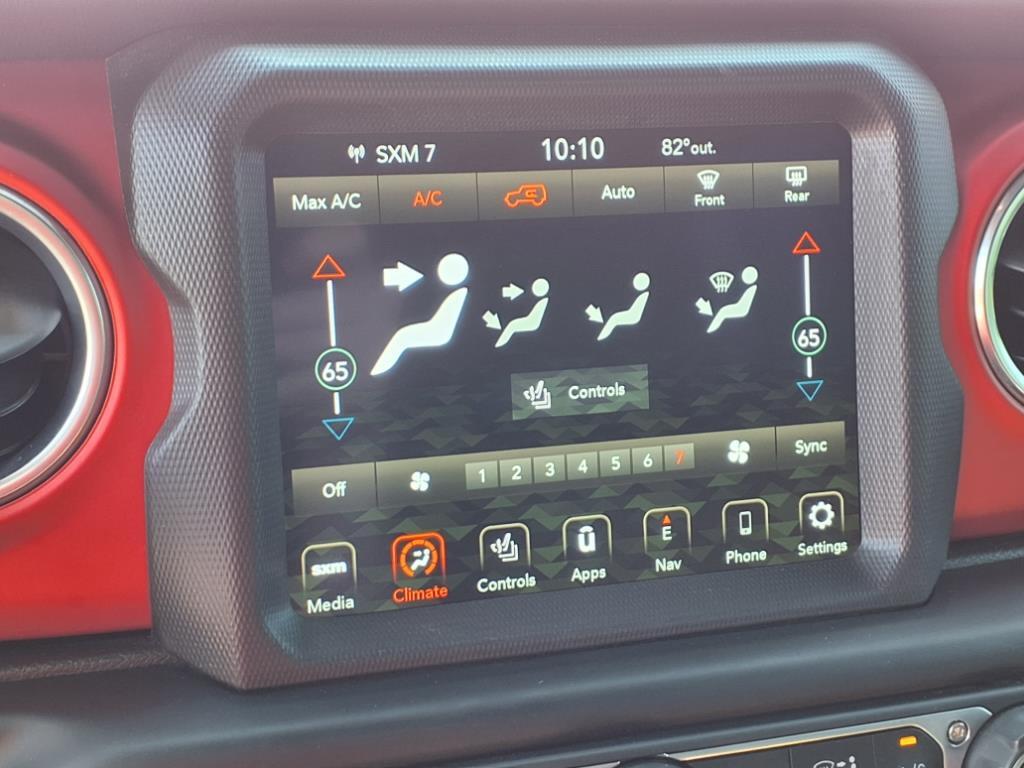 SXM 7 10:10 82°out.
Max A/C A/C Auto Front Rear
65 65
Controls
Off 1 2 3 4 5 6 7 Sync
sxm Ü E
Media Climate Controls Apps Nav Phone Settings